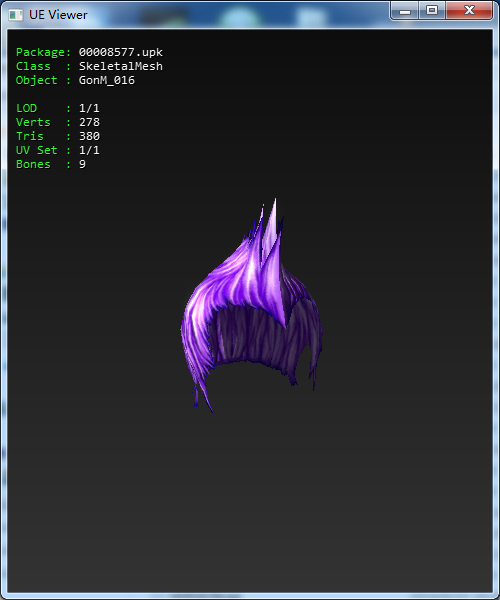 UE Viewer
Package: 00008577.upk
Class : SkeletalMesh
Object : GonM_016
LOD : 1/1
Verts : 278
Tris : 380
UV Set : 1/1
Bones : 9